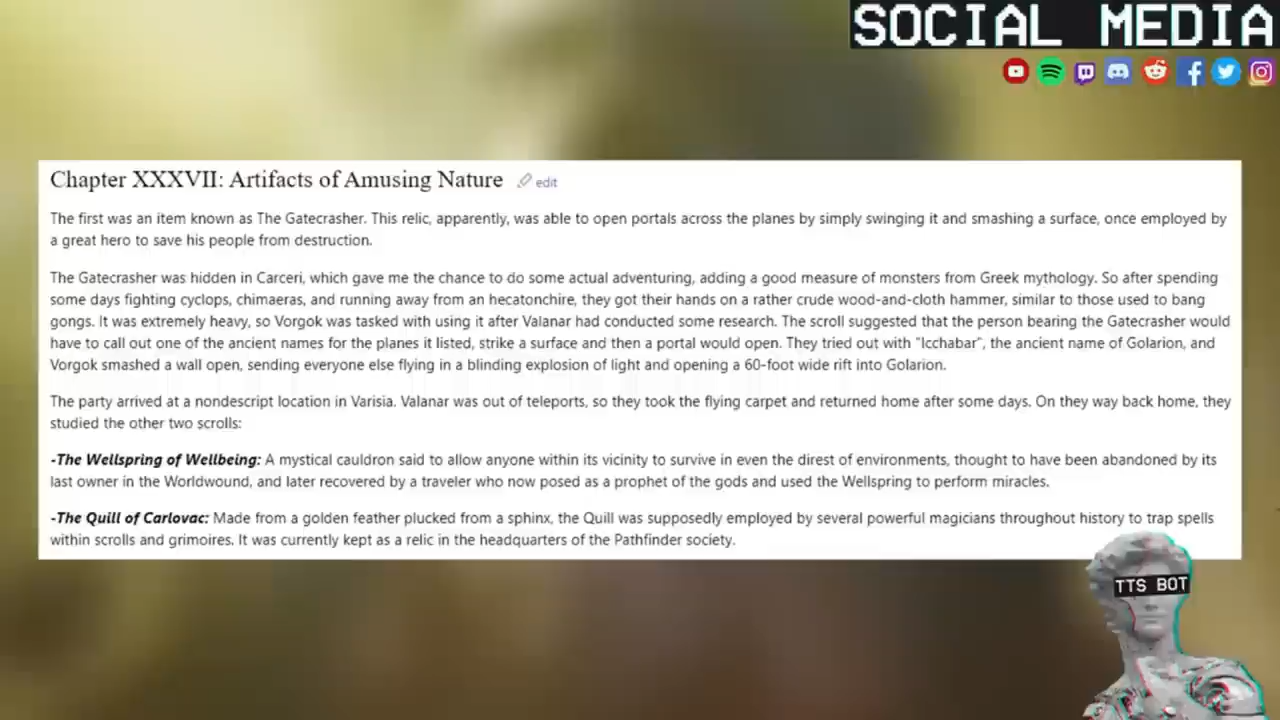 SOCIAL MEDIA
Chapter XXXVII: Artifacts of Amusing Nature edit
The first was an item known as The Gatecrasher. This relic, apparently, was able to open portals across the planes by simply swinging it and smashing a surface, once employed by
a great hero to save his people from destruction.
The Gatecrasher was hidden in Carceri, which gave me the chance to do some actual adventuring, adding a good measure of monsters from Greek mythology. So after spending
some days fighting cyclops, chimaeras, and running away from an hecatonchire, they got their hands on a rather crude wood-and-cloth hammer, similar to those used to bang
gongs. It was extremely heavy, so Vorgok was tasked with using it after Valanar had conducted some research. The scroll suggested that the person bearing the Gatecrasher would
have to call out one of the ancient names for the planes it listed, strike a surface and then a portal would open. They tried out with "Icchabar", the ancient name of Golarion, and
Vorgok smashed a wall open, sending everyone else flying in a blinding explosion of light and opening a 60-foot wide rift into Golarion.
The party arrived at a nondescript location in Varisia. Valanar was out of teleports, so they took the flying carpet and returned home after some days. On they way back home, they
studied the other two scrolls:
-The Wellspring of Wellbeing: A mystical cauldron said to allow anyone within its vicinity to survive in even the direst of environments, thought to have been abandoned by its
last owner in the Worldwound, and later recovered by a traveler who now posed as a prophet of the gods and used the Wellspring to perform miracles.
-The Quill of Carlovac: Made from a golden feather plucked from a sphinx, the Quill was supposedly employed by several powerful magicians throughout history to trap spells
within scrolls and grimoires. It was currently kept as a relic in the headquarters of the Pathfinder society.
TTS BOT